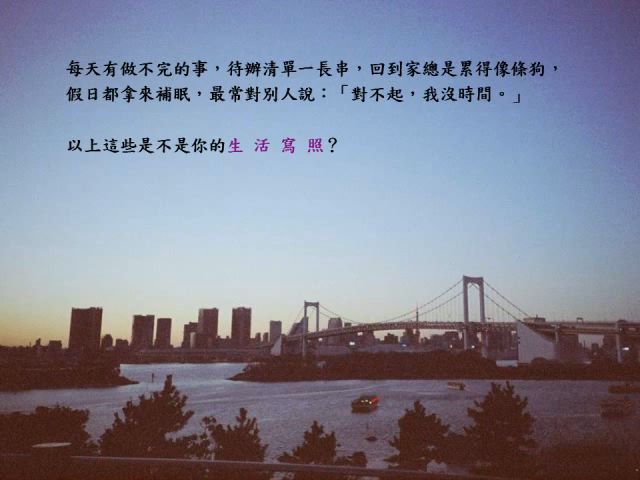 每天有做不完的事，待辦清單一長串，回到家總是累得像條狗，
假日都拿來補眠，最常對別人說：「對不起，我沒時間。」
以上這些是不是你的生 活 寫 照？